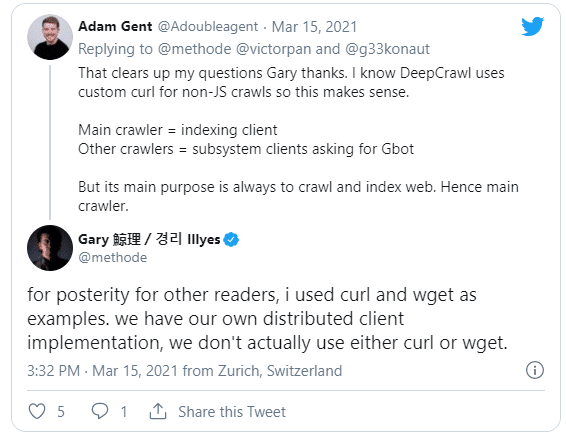 Adam Gent @Adoubleagent · Mar 15, 2021
Replying to @methode @victorpan and @g33konaut
That clears up my questions Gary thanks. I know DeepCrawl uses
custom curl for non-JS crawls so this makes sense.
Main crawler = indexing client
Other crawlers = subsystem clients asking for Gbot
But its main purpose is always to crawl and index web. Hence main
crawler.
Gary 鯨理 / 경리 Illyes
@methode
for posterity for other readers, i used curl and wget as
examples. we have our own distributed client
implementation, we don't actually use either curl or wget.
3:32 PM · Mar 15, 2021 from Zurich, Switzerland
5 1 Share this Tweet